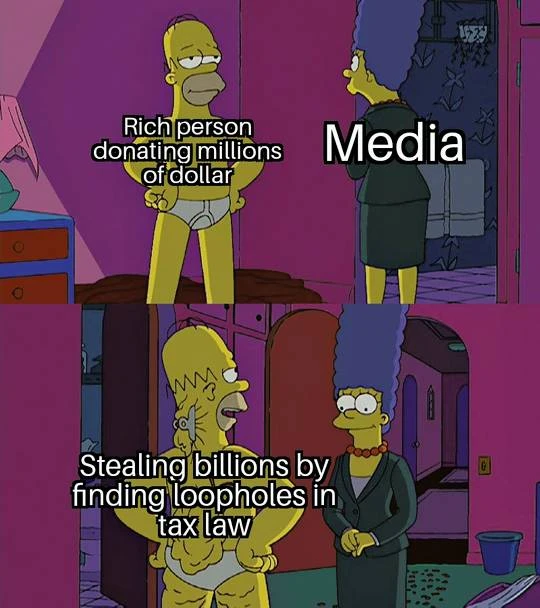 Rich person
donating millions
of dollar
Media
Stealing billions by
finding loopholes in
tax law